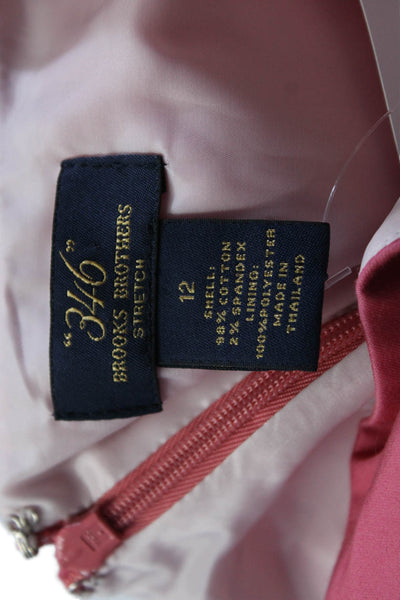 "346"
BROOKS BROTHERS
STRETCH
12
SHELL:
98% COTTON
2% SPANDEX
LINING:
100%POLYESTER
MADE IN
THAILAND